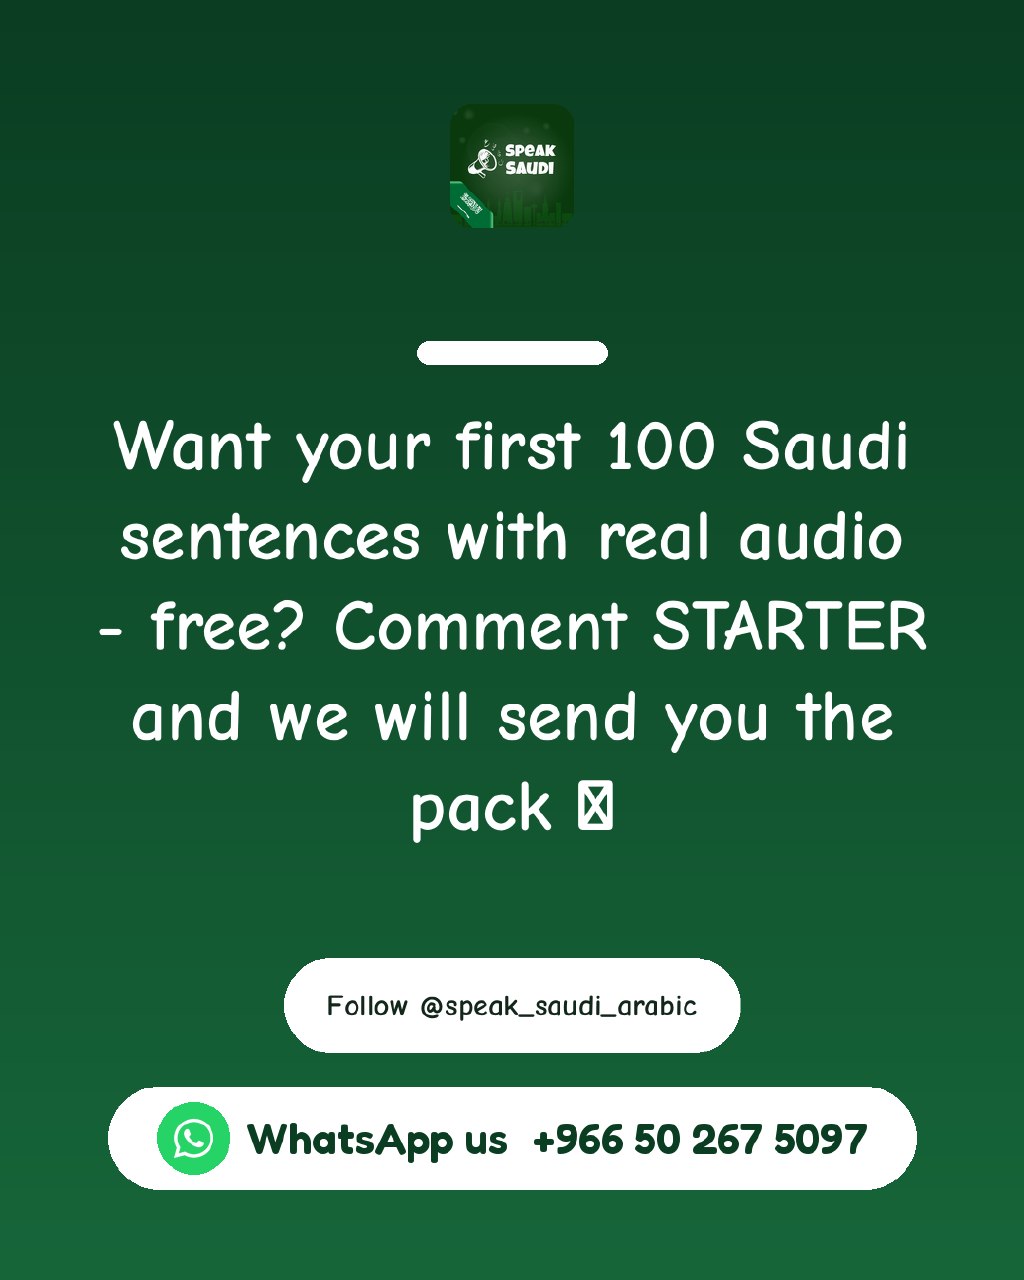 SPEAK
SAUDI
Want your first 100 Saudi
sentences with real audio
- free? Comment STARTER
and we will send you the
pack
Follow @speak_saudi_arabic
WhatsApp us +966 50 267 5097